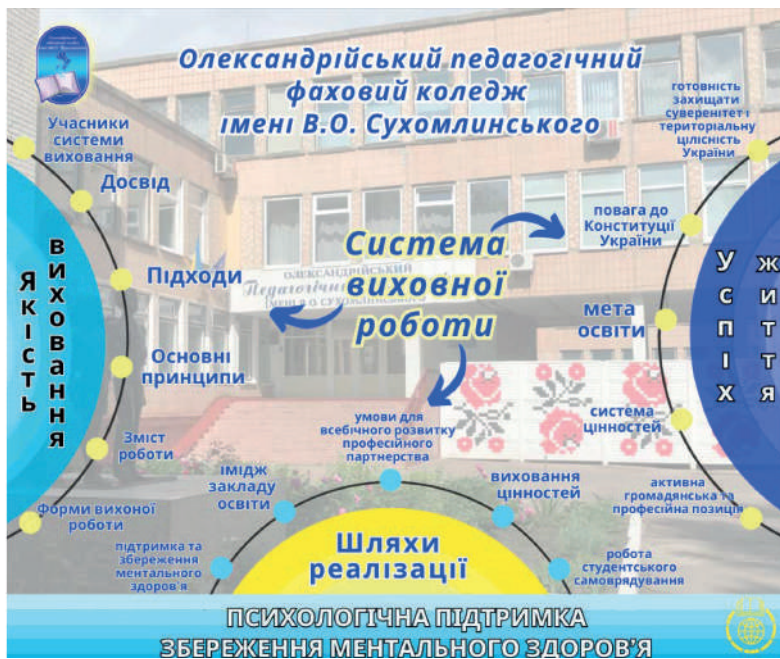 Олександрійський педагогічний
фаховий коледж
імені В.О. Сухомлинського
Учасники
системи
виховання
Досвід
Підходи
Основні
принципи
Зміст
роботи
Форми вихоної
роботи
ЯКІСТЬ
ВИХОВАННЯ
Система
виховної
роботи
ОЛЕКСАНДРІЙСЬКИЙ
готовність
захищати
суверенітет і
територіальну
цілісність
України
повага до
Конституції
України
мета
освіти
система
цінностей
активна
громадянська та
професійна позиція
УСПІХ
ЖИТТЯ
підтримка та
збереження
ментального
здоров'я
імідж
закладу
освіти
умови для
всебічного розвитку
професійного
партнерства
виховання
цінностей
робота
студентського
самоврядування
Шляхи
реалізації
ПСИХОЛОГІЧНА ПІДТРИМКА
ЗБЕРЕЖЕННЯ МЕНТАЛЬНОГО ЗДОРОВ'Я